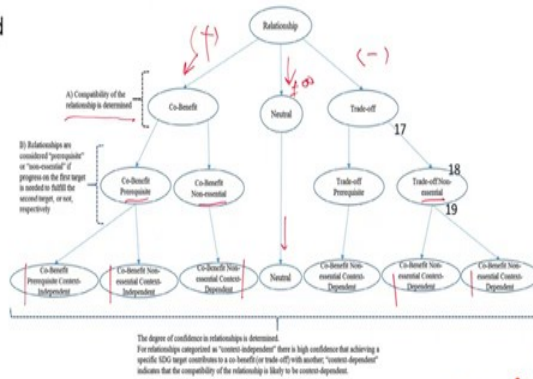 Relationship
(+)
(-)
A) Compatibility of the
relationship is determined
Co-Benefit
Neutral
Trade-off
17
B) Relationships are
considered "prerequisite"
or "non-essential" if
progress on the first target
is needed to fulfill the
second target, or not,
respectively
Co-Benefit
Prerequisite
Co-Benefit
Non-essential
Trade-off
Prerequisite
Trade-off Non-
essential
18
19
Co-Benefit
Prerequisite Context-
Independent
Co-Benefit Non-
essential Context-
Independent
Co-Benefit Non-
essential Context-
Dependent
Neutral
Co-Benefit Non-
essential Context-
Dependent
Co-Benefit Non-
essential Context-
Dependent
Co-Benefit Non-
essential Context-
Dependent
The degree of confidence in relationships is determined.
For relationships categorized as "context-independent" there is high confidence that achieving a
specific SDG target contributes to a co-benefit (or trade-off) with another; "context-dependent"
indicates that the compatibility of the relationship is likely to be context-dependent.